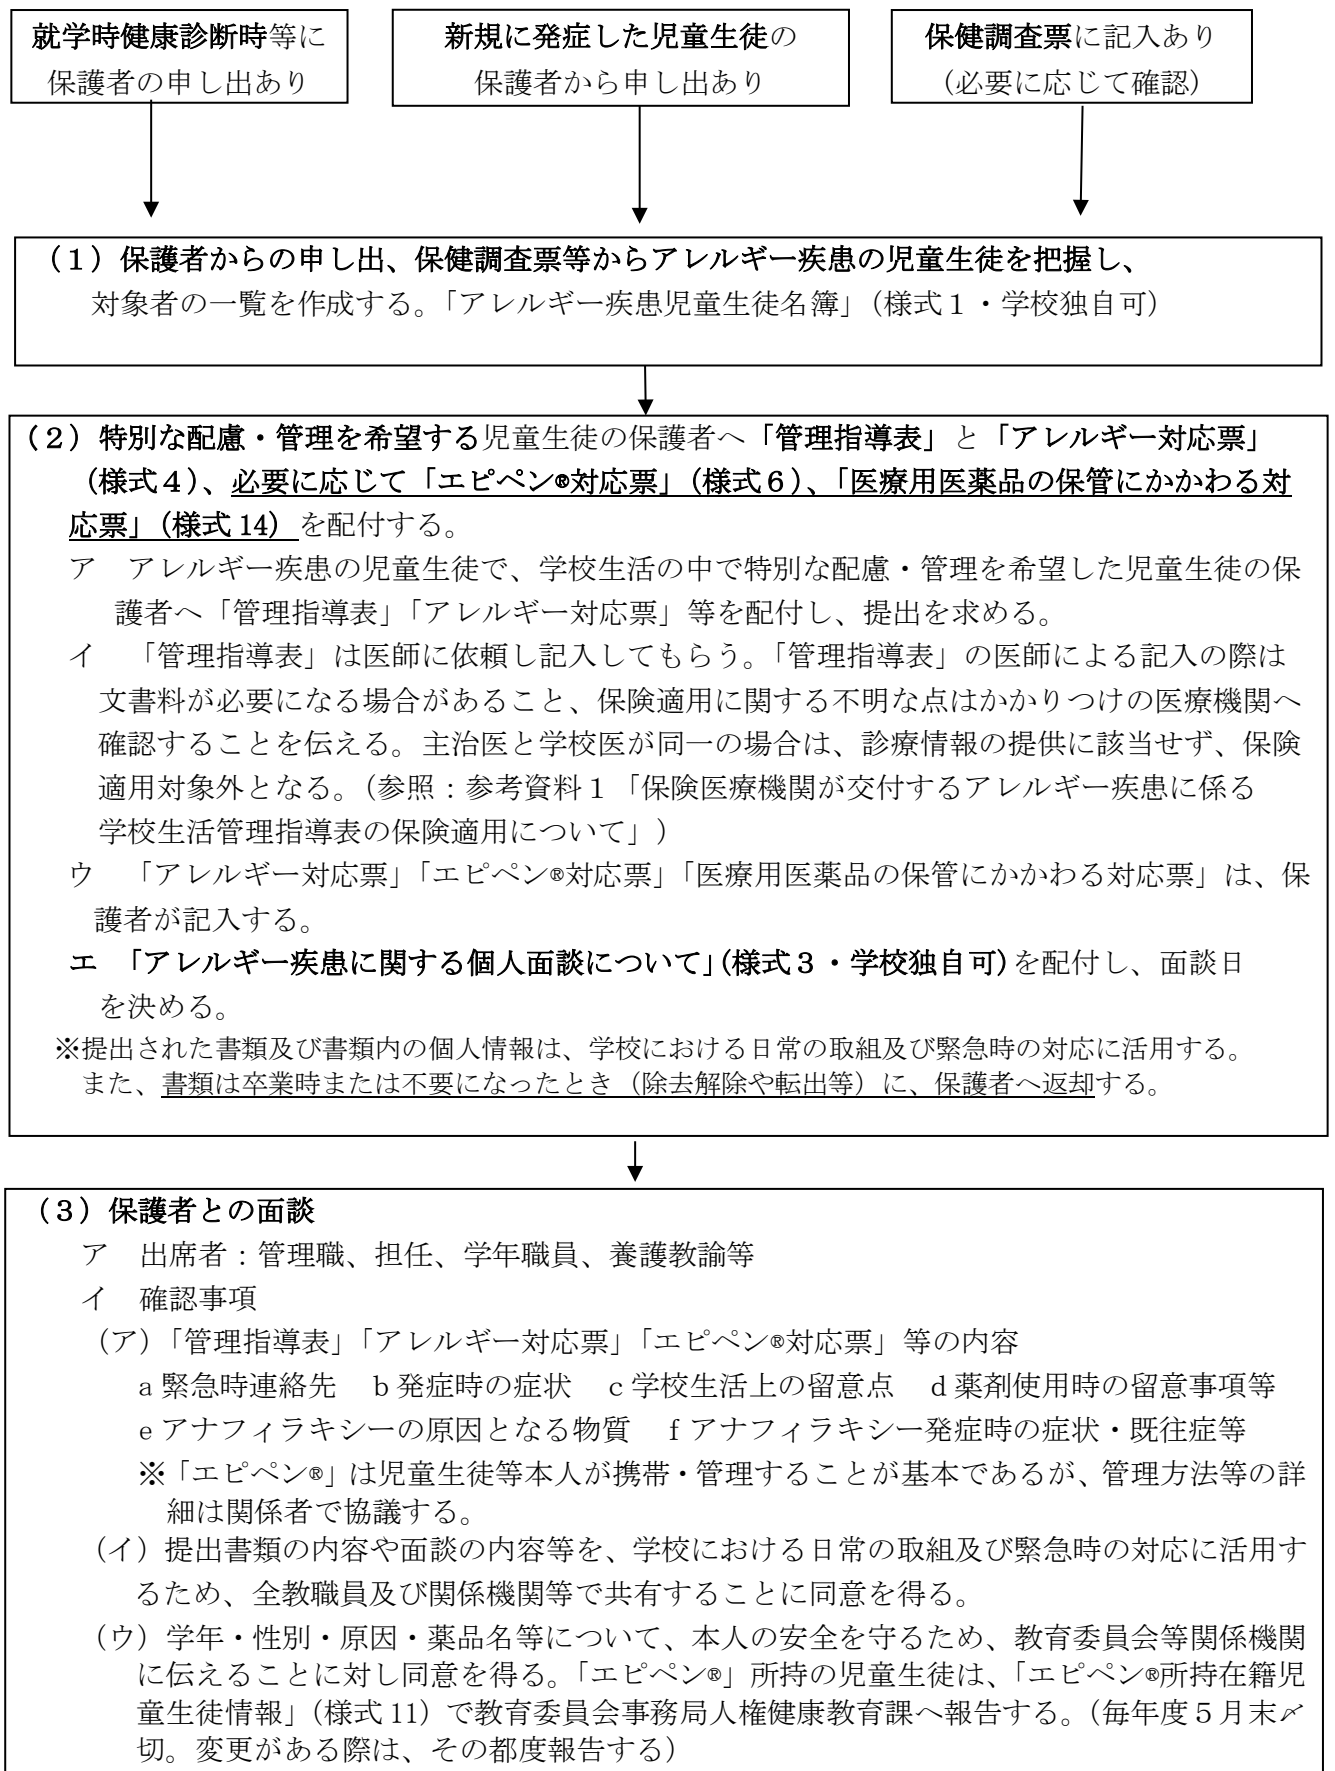 就学時健康診断時等に
保護者の申し出あり
新規に発症した児童生徒の
保護者から申し出あり
保健調査票に記入あり
（必要に応じて確認）
（１）保護者からの申し出、保健調査票等からアレルギー疾患の児童生徒を把握し、
対象者の一覧を作成する。「アレルギー疾患児童生徒名簿」（様式１・学校独自可）
（２）特別な配慮・管理を希望する児童生徒の保護者へ「管理指導表」と「アレルギー対応票」
（様式４）、必要に応じて「エピペン®対応票」（様式６）、「医療用医薬品の保管にかかわる対
応票」（様式 14）を配付する。
ア　アレルギー疾患の児童生徒で、学校生活の中で特別な配慮・管理を希望した児童生徒の保
護者へ「管理指導表」「アレルギー対応票」等を配付し、提出を求める。
イ　「管理指導表」は医師に依頼し記入してもらう。「管理指導表」の医師による記入の際は
文書料が必要になる場合があること、保険適用に関する不明な点はかかりつけの医療機関へ
確認することを伝える。主治医と学校医が同一の場合は、診療情報の提供に該当せず、保険
適用対象外となる。（参照：参考資料１「保険医療機関が交付するアレルギー疾患に係る
学校生活管理指導表の保険適用について」）
ウ　「アレルギー対応票」「エピペン®対応票」「医療用医薬品の保管にかかわる対応票」は、保
護者が記入する。
エ　「アレルギー疾患に関する個人面談について」（様式３・学校独自可）を配付し、面談日
を決める。
※提出された書類及び書類内の個人情報は、学校における日常の取組及び緊急時の対応に活用する。
また、書類は卒業時または不要になったとき（除去解除や転出等）に、保護者へ返却する。
（３）保護者との面談
ア　出席者：管理職、担任、学年職員、養護教諭等
イ　確認事項
（ア）「管理指導表」「アレルギー対応票」「エピペン®対応票」等の内容
a 緊急時連絡先　b 発症時の症状　c 学校生活上の留意点　d 薬剤使用時の留意事項等
e アナフィラキシーの原因となる物質　f アナフィラキシー発症時の症状・既往症等
※「エピペン®」は児童生徒等本人が携帯・管理することが基本であるが、管理方法等の詳
細は関係者で協議する。
（イ）提出書類の内容や面談の内容等を、学校における日常の取組及び緊急時の対応に活用す
るため、全教職員及び関係機関等で共有することに同意を得る。
（ウ）学年・性別・原因・薬品名等について、本人の安全を守るため、教育委員会等関係機関
に伝えることに対し同意を得る。「エピペン®」所持の児童生徒は、「エピペン®所持在籍児
童生徒情報」（様式 11）で教育委員会事務局人権健康教育課へ報告する。（毎年度５月末〆
切。変更がある際は、その都度報告する）